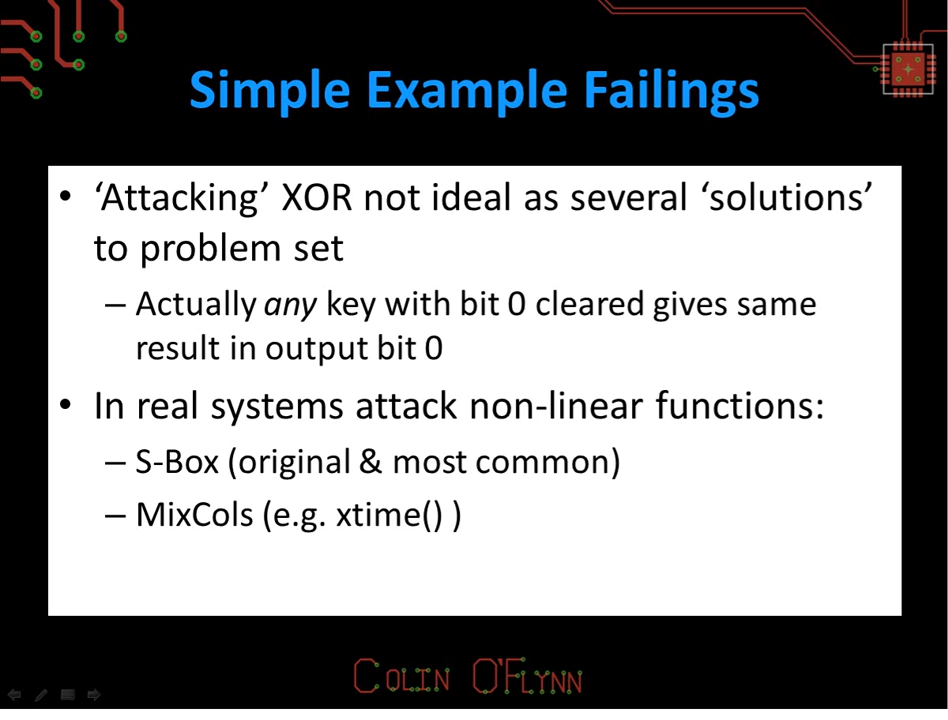 Simple Example Failings
• ‘Attacking’ XOR not ideal as several ‘solutions’
to problem set
– Actually any key with bit 0 cleared gives same
result in output bit 0
• In real systems attack non-linear functions:
– S-Box (original & most common)
– MixCols (e.g. xtime() )
COLIN O'FLYNN